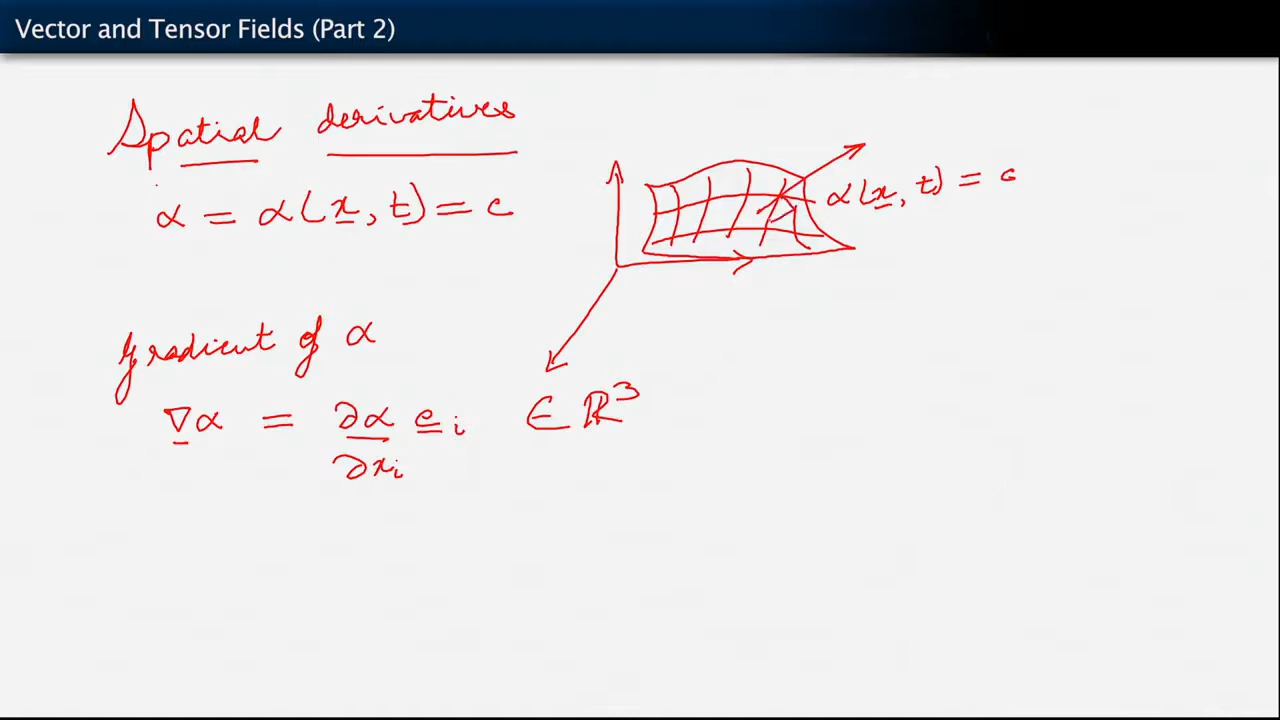 Vector and Tensor Fields (Part 2)
Spatial derivatives
α = α(x, t) = c
α(x, t) = c
Gradient of α
∇α = ∂α/∂xᵢ eᵢ ∈ ℝ³